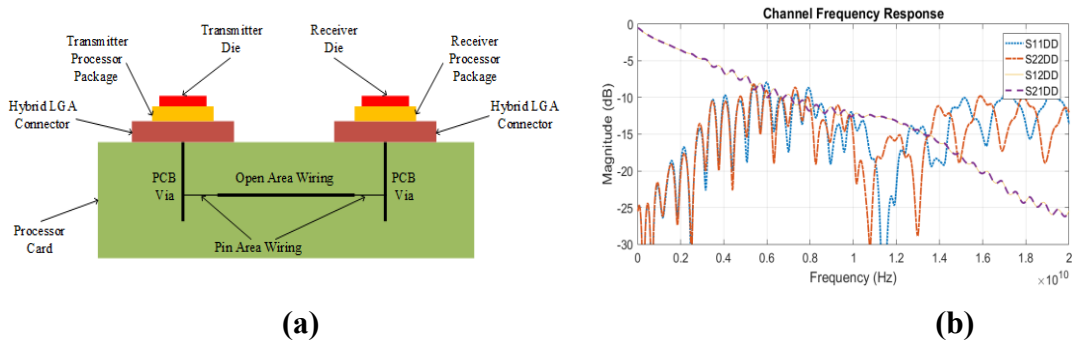 Transmitter
Processor
Package
Transmitter
Die
Receiver
Die
Receiver
Processor
Package
Hybrid LGA
Connector
Hybrid LGA
Connector
PCB
Via
Open Area Wiring
PCB
Via
Processor
Card
Pin Area Wiring
(a)
Channel Frequency Response
S11DD
S22DD
S12DD
S21DD
Magnitude (dB)
0
-5
-10
-15
-20
-25
-30
0 0.2 0.4 0.6 0.8 1 1.2 1.4 1.6 1.8 2
Frequency (Hz)
×10^10
(b)